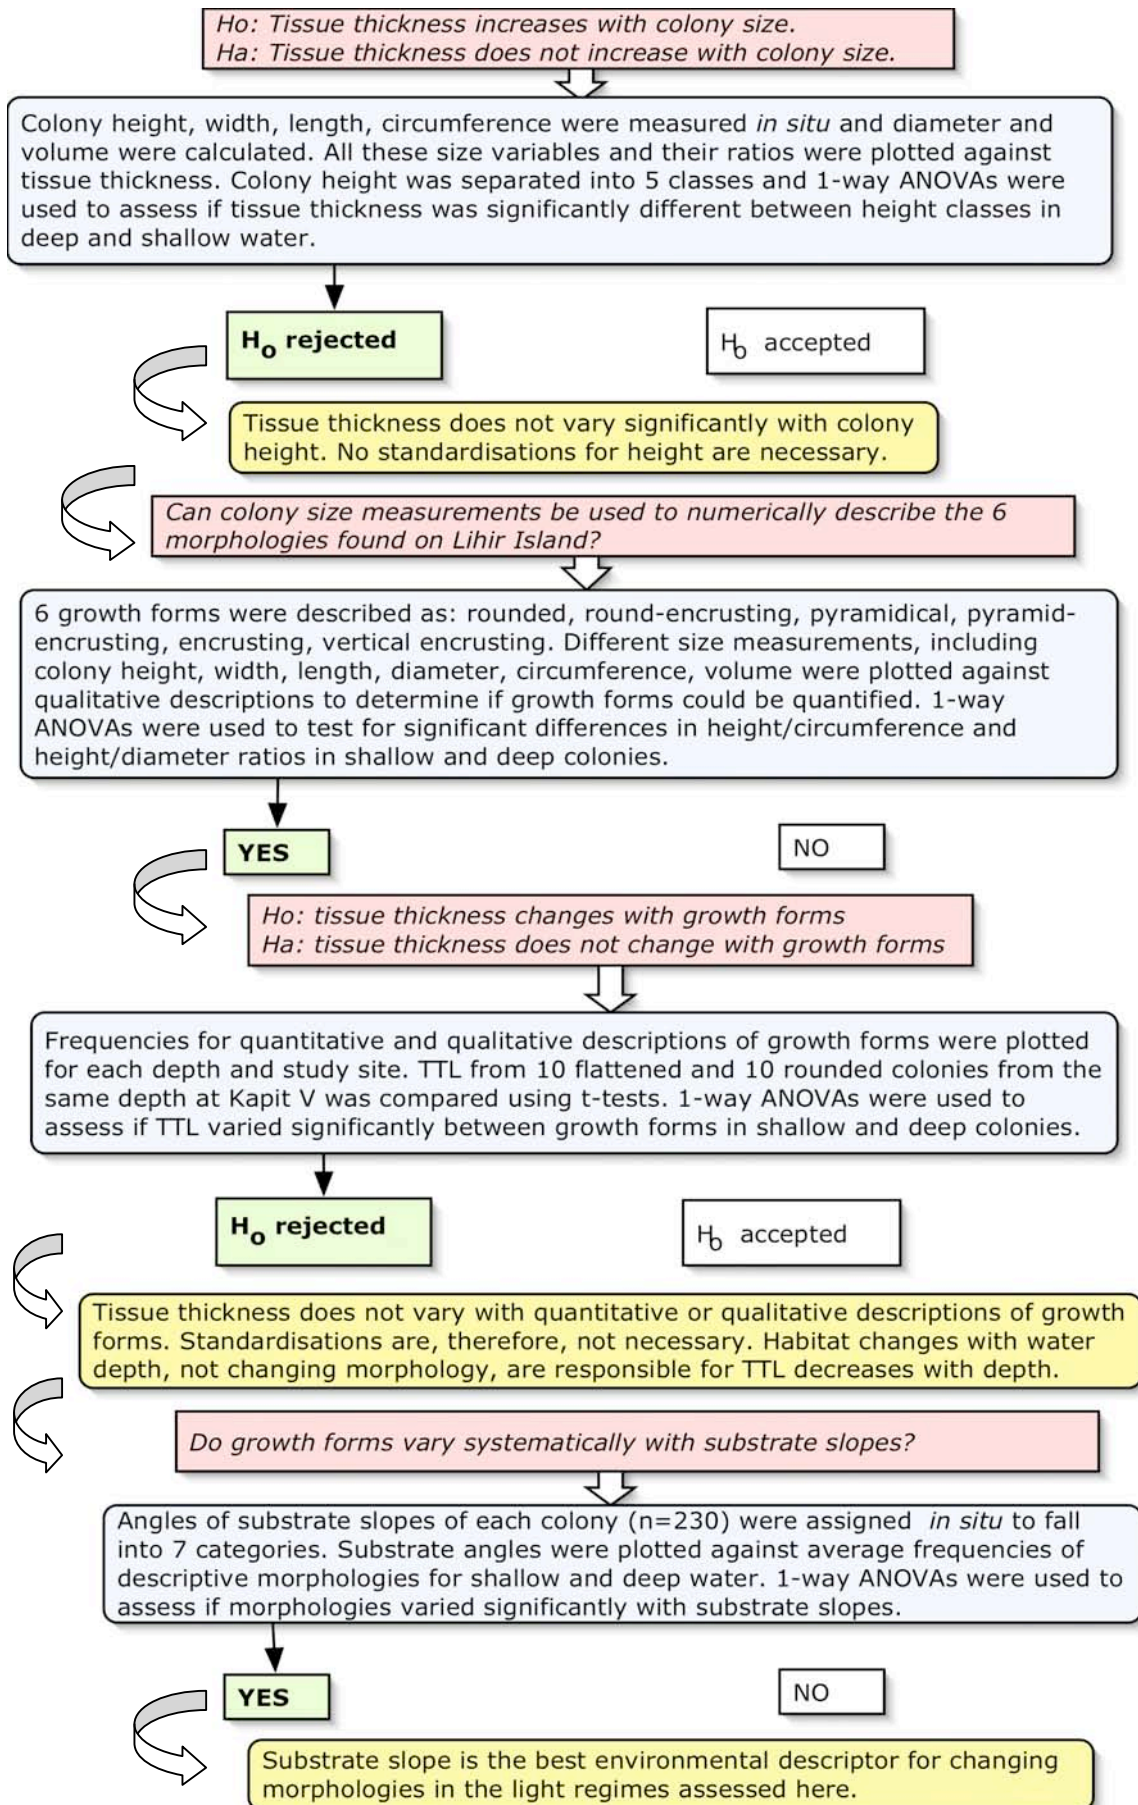 Ho: Tissue thickness increases with colony size.
Ha: Tissue thickness does not increase with colony size.
Colony height, width, length, circumference were measured in situ and diameter and
volume were calculated. All these size variables and their ratios were plotted against
tissue thickness. Colony height was separated into 5 classes and 1-way ANOVAs were
used to assess if tissue thickness was significantly different between height classes in
deep and shallow water.
Ho rejected
Ho accepted
Tissue thickness does not vary significantly with colony
height. No standardisations for height are necessary.
Can colony size measurements be used to numerically describe the 6
morphologies found on Lihir Island?
6 growth forms were described as: rounded, round-encrusting, pyramidical, pyramid-
encrusting, encrusting, vertical encrusting. Different size measurements, including
colony height, width, length, diameter, circumference, volume were plotted against
qualitative descriptions to determine if growth forms could be quantified. 1-way
ANOVAs were used to test for significant differences in height/circumference and
height/diameter ratios in shallow and deep colonies.
YES
NO
Ho: tissue thickness changes with growth forms
Ha: tissue thickness does not change with growth forms
Frequencies for quantitative and qualitative descriptions of growth forms were plotted
for each depth and study site. TTL from 10 flattened and 10 rounded colonies from the
same depth at Kapit V was compared using t-tests. 1-way ANOVAs were used to
assess if TTL varied significantly between growth forms in shallow and deep colonies.
Ho rejected
Ho accepted
Tissue thickness does not vary with quantitative or qualitative descriptions of growth
forms. Standardisations are, therefore, not necessary. Habitat changes with water
depth, not changing morphology, are responsible for TTL decreases with depth.
Do growth forms vary systematically with substrate slopes?
Angles of substrate slopes of each colony (n=230) were assigned in situ to fall
into 7 categories. Substrate angles were plotted against average frequencies of
descriptive morphologies for shallow and deep water. 1-way ANOVAs were used to
assess if morphologies varied significantly with substrate slopes.
YES
NO
Substrate slope is the best environmental descriptor for changing
morphologies in the light regimes assessed here.